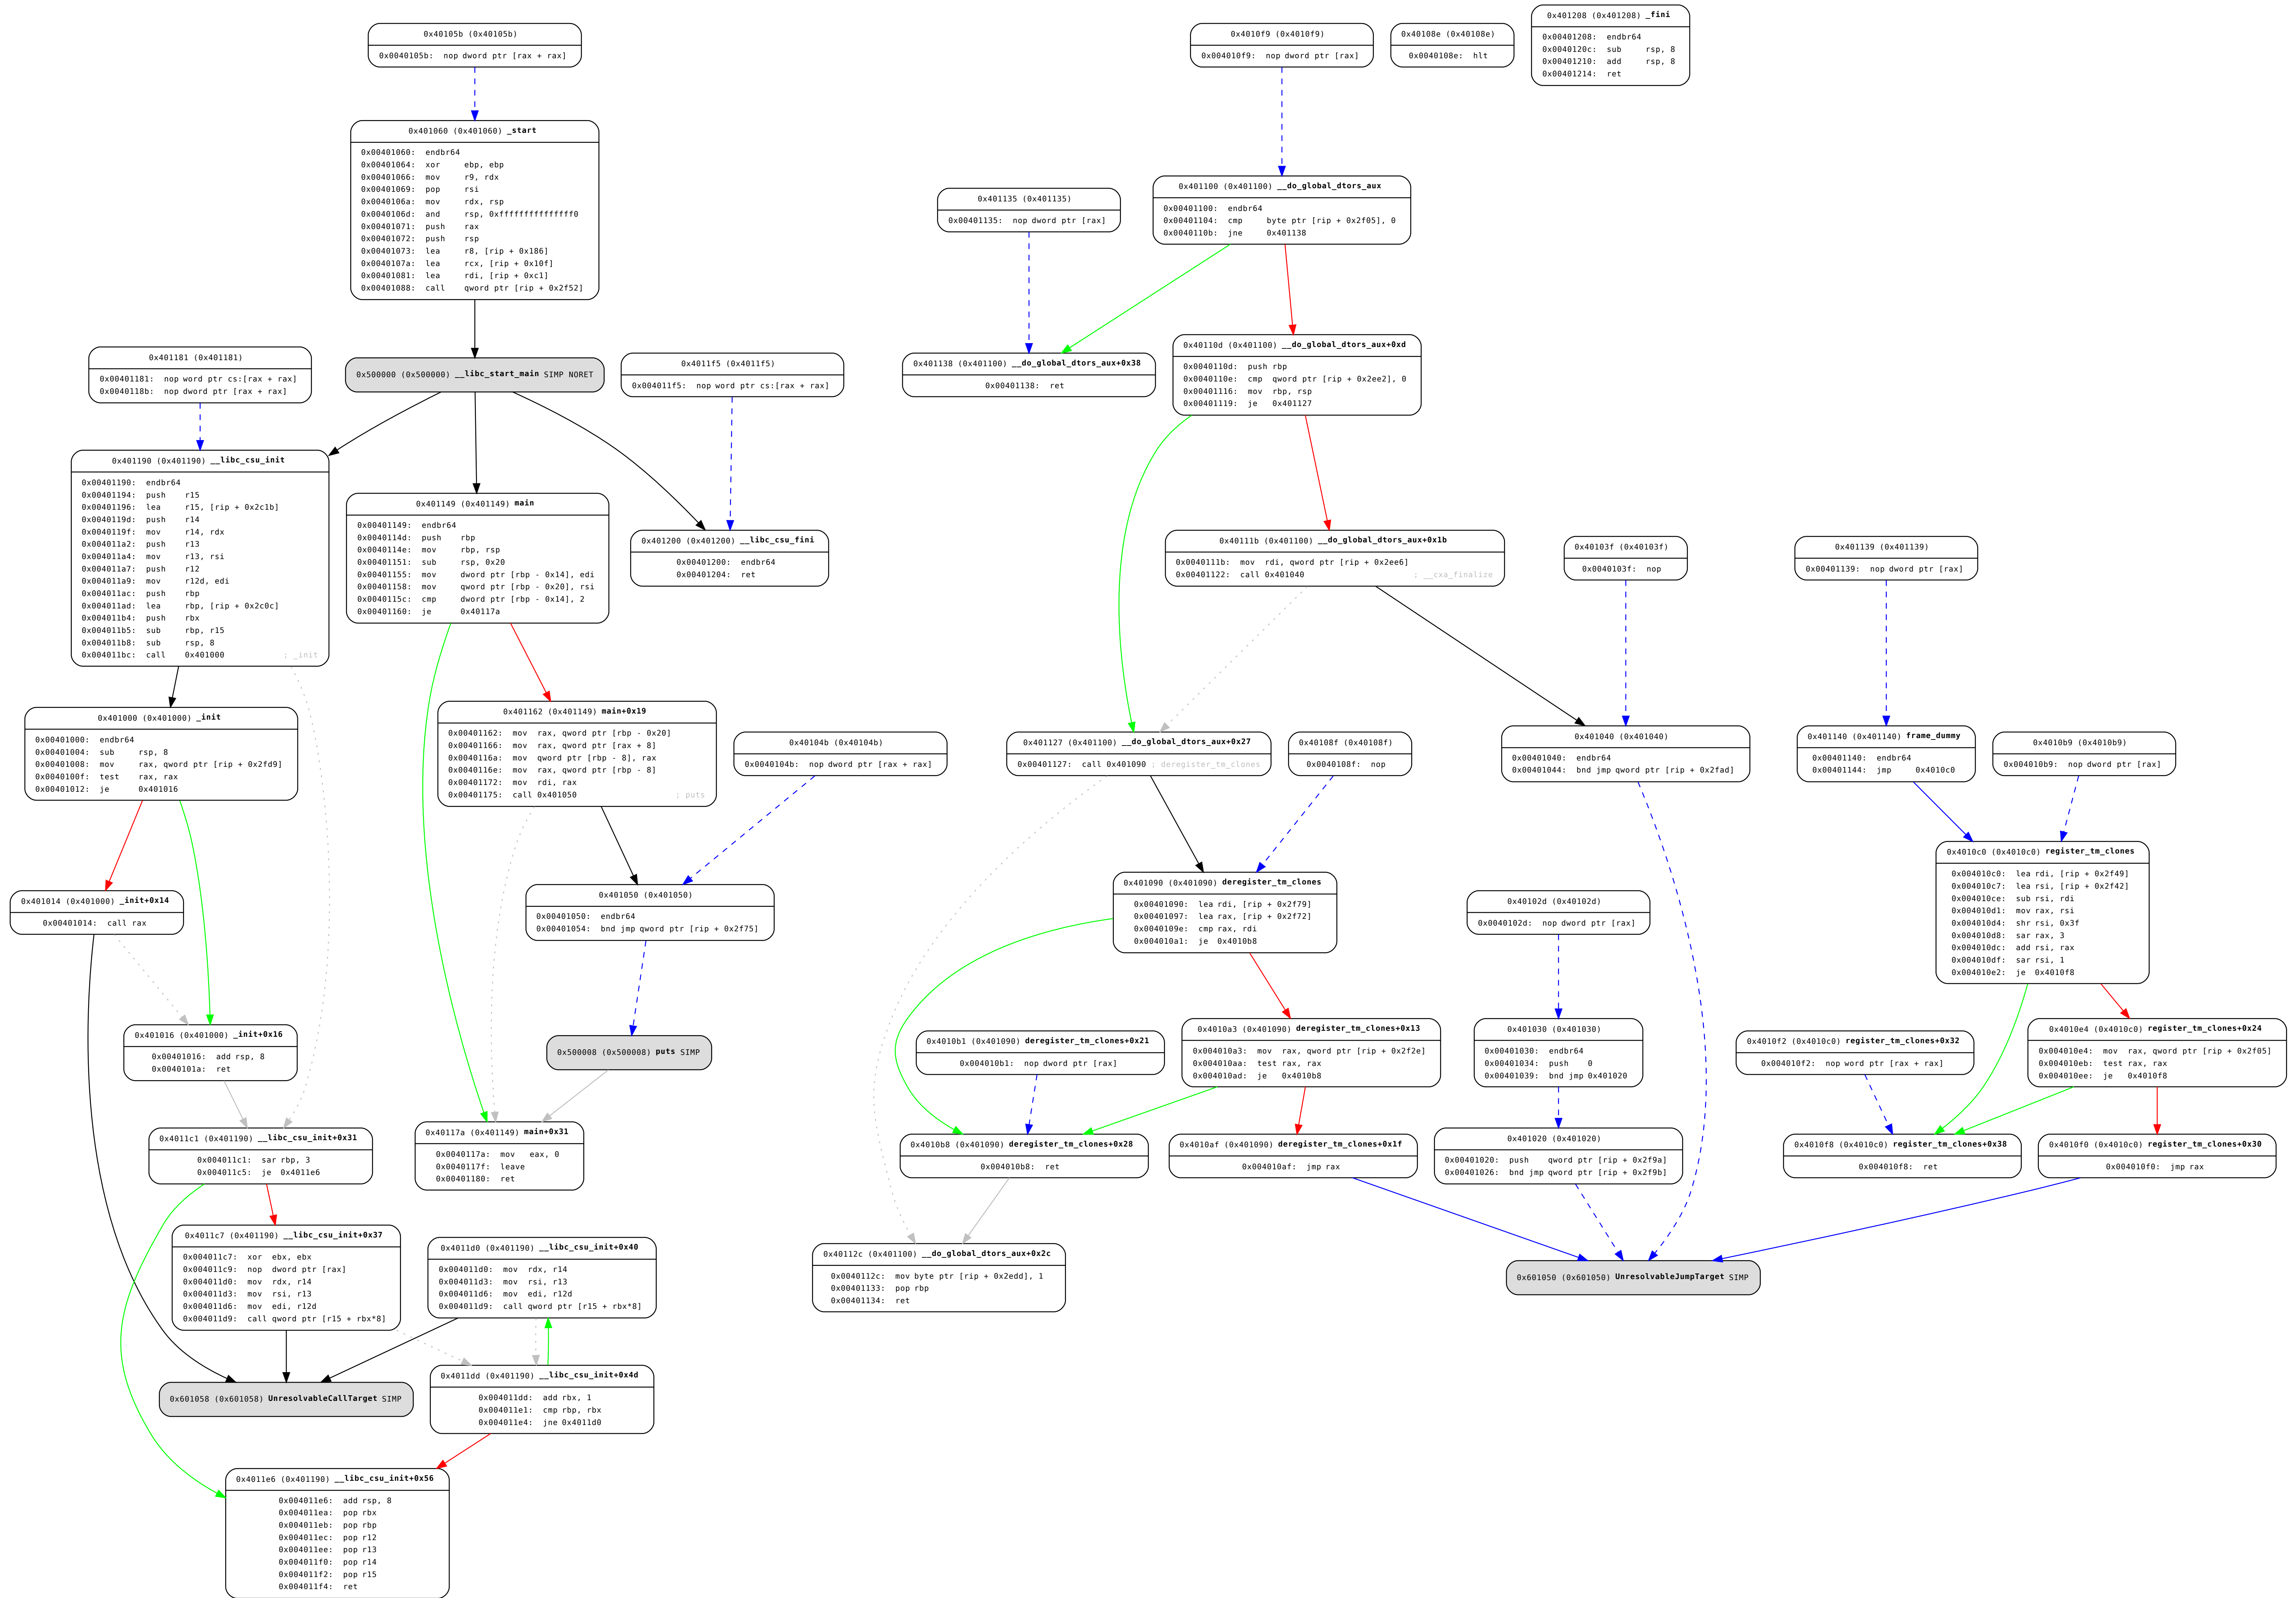 0x40105b (0x40105b)
0x0040105b: nop dword ptr [rax + rax]
0x401060 (0x401060) _start
0x00401060: endbr64
0x00401064: xor ebp, ebp
0x00401066: mov r9, rdx
0x00401069: pop rsi
0x0040106a: mov rdx, rsp
0x0040106d: and rsp, 0xfffffffffffffff0
0x00401071: push rax
0x00401072: push rsp
0x00401073: lea r8, [rip + 0x186]
0x0040107a: lea rcx, [rip + 0x10f]
0x00401081: lea rdi, [rip + 0xc1]
0x00401088: call qword ptr [rip + 0x2f52]
0x401181 (0x401181)
0x00401181: nop word ptr cs:[rax + rax]
0x0040118b: nop dword ptr [rax + rax]
0x500000 (0x500000) __libc_start_main SIMP NORET
0x4011f5 (0x4011f5)
0x004011f5: nop word ptr cs:[rax + rax]
0x401190 (0x401190) __libc_csu_init
0x00401190: endbr64
0x00401194: push r15
0x00401196: lea r15, [rip + 0x2c1b]
0x0040119d: push r14
0x0040119f: mov r14, rdx
0x004011a2: push r13
0x004011a4: mov r13, rsi
0x004011a7: push r12
0x004011a9: mov r12d, edi
0x004011ac: push rbp
0x004011ad: lea rbp, [rip + 0x2c0c]
0x004011b4: push rbx
0x004011b5: sub rbp, r15
0x004011b8: sub rsp, 8
0x004011bc: call 0x401000 ; _init
0x401149 (0x401149) main
0x00401149: endbr64
0x0040114d: push rbp
0x0040114e: mov rbp, rsp
0x00401151: sub rsp, 0x20
0x00401155: mov dword ptr [rbp - 0x14], edi
0x00401158: mov qword ptr [rbp - 0x20], rsi
0x0040115c: cmp dword ptr [rbp - 0x14], 2
0x00401160: je 0x40117a
0x401200 (0x401200) __libc_csu_fini
0x00401200: endbr64
0x00401204: ret
0x401000 (0x401000) _init
0x00401000: endbr64
0x00401004: sub rsp, 8
0x00401008: mov rax, qword ptr [rip + 0x2fd9]
0x0040100f: test rax, rax
0x00401012: je 0x401016
0x401162 (0x401149) main+0x19
0x00401162: mov rax, qword ptr [rbp - 0x20]
0x00401166: mov rax, qword ptr [rax + 8]
0x0040116a: mov qword ptr [rbp - 8], rax
0x0040116e: mov rax, qword ptr [rbp - 8]
0x00401172: mov rdi, rax
0x00401175: call 0x401050 ; puts
0x40104b (0x40104b)
0x0040104b: nop dword ptr [rax + rax]
0x401014 (0x401000) _init+0x14
0x00401014: call rax
0x401050 (0x401050)
0x00401050: endbr64
0x00401054: bnd jmp qword ptr [rip + 0x2f75]
0x401016 (0x401000) _init+0x16
0x00401016: add rsp, 8
0x0040101a: ret
0x500008 (0x500008) puts SIMP
0x4011c1 (0x401190) __libc_csu_init+0x31
0x004011c1: sar rbp, 3
0x004011c5: je 0x4011e6
0x40117a (0x401149) main+0x31
0x0040117a: mov eax, 0
0x0040117f: leave
0x00401180: ret
0x4011c7 (0x401190) __libc_csu_init+0x37
0x004011c7: xor ebx, ebx
0x004011c9: nop dword ptr [rax]
0x004011d0: mov rdx, r14
0x004011d3: mov rsi, r13
0x004011d6: mov edi, r12d
0x004011d9: call qword ptr [r15 + rbx*8]
0x4011d0 (0x401190) __libc_csu_init+0x40
0x004011d0: mov rdx, r14
0x004011d3: mov rsi, r13
0x004011d6: mov edi, r12d
0x004011d9: call qword ptr [r15 + rbx*8]
0x601058 (0x601058) UnresolvableCallTarget SIMP
0x4011dd (0x401190) __libc_csu_init+0x4d
0x004011dd: add rbx, 1
0x004011e1: cmp rbp, rbx
0x004011e4: jne 0x4011d0
0x4011e6 (0x401190) __libc_csu_init+0x56
0x004011e6: add rsp, 8
0x004011ea: pop rbx
0x004011eb: pop rbp
0x004011ec: pop r12
0x004011ee: pop r13
0x004011f0: pop r14
0x004011f2: pop r15
0x004011f4: ret
0x4010f9 (0x4010f9)
0x004010f9: nop dword ptr [rax]
0x40108e (0x40108e)
0x0040108e: hlt
0x401208 (0x401208) _fini
0x00401208: endbr64
0x0040120c: sub rsp, 8
0x00401210: add rsp, 8
0x00401214: ret
0x401135 (0x401135)
0x00401135: nop dword ptr [rax]
0x401100 (0x401100) __do_global_dtors_aux
0x00401100: endbr64
0x00401104: cmp byte ptr [rip + 0x2f05], 0
0x0040110b: jne 0x401138
0x401138 (0x401100) __do_global_dtors_aux+0x38
0x00401138: ret
0x40110d (0x401100) __do_global_dtors_aux+0xd
0x0040110d: push rbp
0x0040110e: cmp qword ptr [rip + 0x2ee2], 0
0x00401116: mov rbp, rsp
0x00401119: je 0x401127
0x40111b (0x401100) __do_global_dtors_aux+0x1b
0x0040111b: mov rdi, qword ptr [rip + 0x2ee6]
0x00401122: call 0x401040 ; __cxa_finalize
0x40103f (0x40103f)
0x0040103f: nop
0x401139 (0x401139)
0x00401139: nop dword ptr [rax]
0x401127 (0x401100) __do_global_dtors_aux+0x27
0x00401127: call 0x401090 ; deregister_tm_clones
0x40108f (0x40108f)
0x0040108f: nop
0x401040 (0x401040)
0x00401040: endbr64
0x00401044: bnd jmp qword ptr [rip + 0x2fad]
0x401140 (0x401140) frame_dummy
0x00401140: endbr64
0x00401144: jmp 0x4010c0
0x4010b9 (0x4010b9)
0x004010b9: nop dword ptr [rax]
0x401090 (0x401090) deregister_tm_clones
0x00401090: lea rdi, [rip + 0x2f79]
0x00401097: lea rax, [rip + 0x2f72]
0x0040109e: cmp rax, rdi
0x004010a1: je 0x4010b8
0x40102d (0x40102d)
0x0040102d: nop dword ptr [rax]
0x4010c0 (0x4010c0) register_tm_clones
0x004010c0: lea rdi, [rip + 0x2f49]
0x004010c7: lea rsi, [rip + 0x2f42]
0x004010ce: sub rsi, rdi
0x004010d1: mov rax, rsi
0x004010d4: shr rsi, 0x3f
0x004010d8: sar rax, 3
0x004010dc: add rsi, rax
0x004010df: sar rsi, 1
0x004010e2: je 0x4010f8
0x4010b1 (0x401090) deregister_tm_clones+0x21
0x004010b1: nop dword ptr [rax]
0x4010a3 (0x401090) deregister_tm_clones+0x13
0x004010a3: mov rax, qword ptr [rip + 0x2f2e]
0x004010aa: test rax, rax
0x004010ad: je 0x4010b8
0x401030 (0x401030)
0x00401030: endbr64
0x00401034: push 0
0x00401039: bnd jmp 0x401020
0x4010f2 (0x4010c0) register_tm_clones+0x32
0x004010f2: nop word ptr [rax + rax]
0x4010e4 (0x4010c0) register_tm_clones+0x24
0x004010e4: mov rax, qword ptr [rip + 0x2f05]
0x004010eb: test rax, rax
0x004010ee: je 0x4010f8
0x4010b8 (0x401090) deregister_tm_clones+0x28
0x004010b8: ret
0x4010af (0x401090) deregister_tm_clones+0x1f
0x004010af: jmp rax
0x401020 (0x401020)
0x00401020: push qword ptr [rip + 0x2f9a]
0x00401026: bnd jmp qword ptr [rip + 0x2f9b]
0x4010f8 (0x4010c0) register_tm_clones+0x38
0x004010f8: ret
0x4010f0 (0x4010c0) register_tm_clones+0x30
0x004010f0: jmp rax
0x40112c (0x401100) __do_global_dtors_aux+0x2c
0x0040112c: mov byte ptr [rip + 0x2edd], 1
0x00401133: pop rbp
0x00401134: ret
0x601050 (0x601050) UnresolvableJumpTarget SIMP